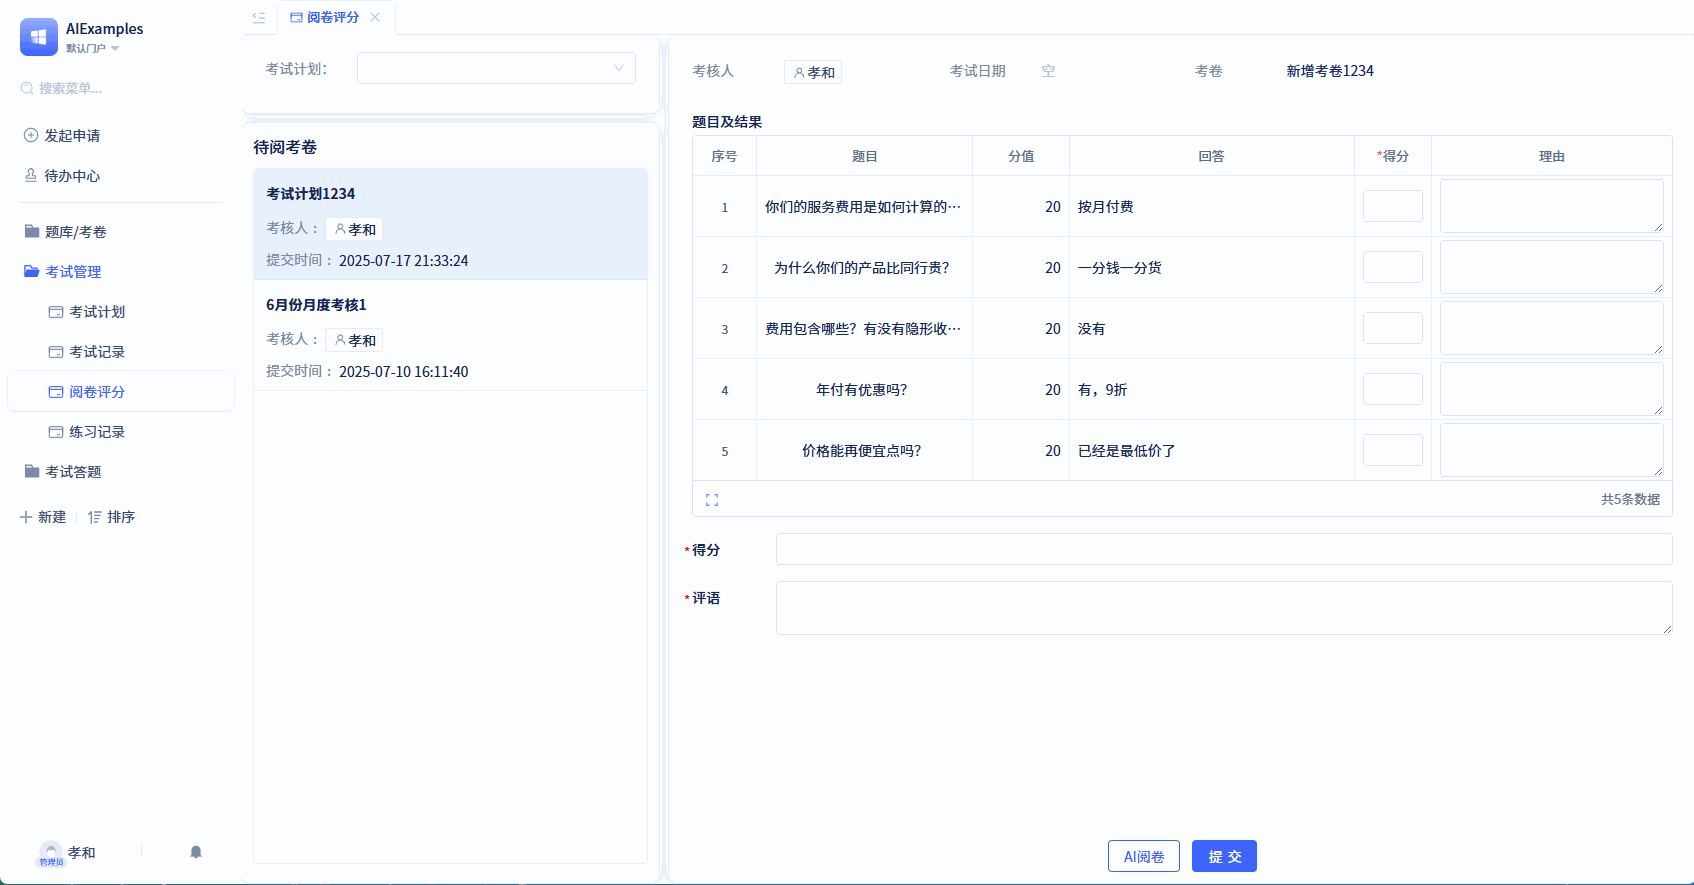 AIExamples
默认门户
搜索菜单...
发起申请
待办中心
题库/考卷
考试管理
考试计划
考试记录
阅卷评分
练习记录
考试答题
新建 排序
孝和
管理员
阅卷评分
考试计划：
待阅考卷
考试计划1234
考核人： 孝和
提交时间： 2025-07-17 21:33:24
6月份月度考核1
考核人： 孝和
提交时间： 2025-07-10 16:11:40
考核人 孝和 考试日期 空 考卷 新增考卷1234
题目及结果
序号 题目 分值 回答 *得分 理由
1 你们的服务费用是如何计算的··· 20 按月付费
2 为什么你们的产品比同行贵？ 20 一分钱一分货
3 费用包含哪些？有没有隐形收··· 20 没有
4 年付有优惠吗？ 20 有，9折
5 价格能再便宜点吗？ 20 已经是最低价了
共5条数据
*得分
*评语
AI阅卷 提 交